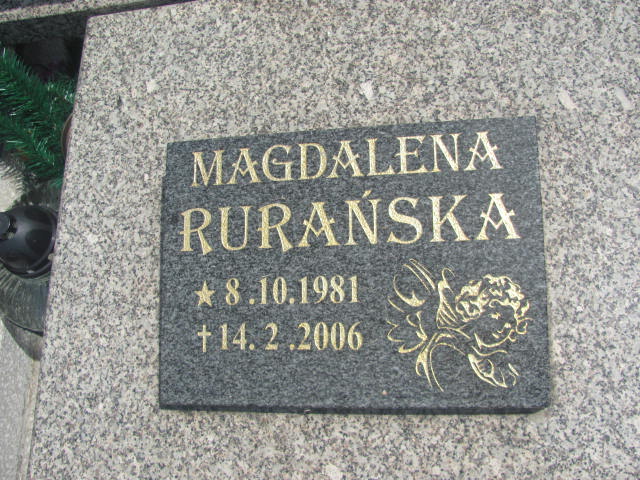 MAGDALENA
RURAŃSKA
★ 8.10.1981
† 14.2.2006